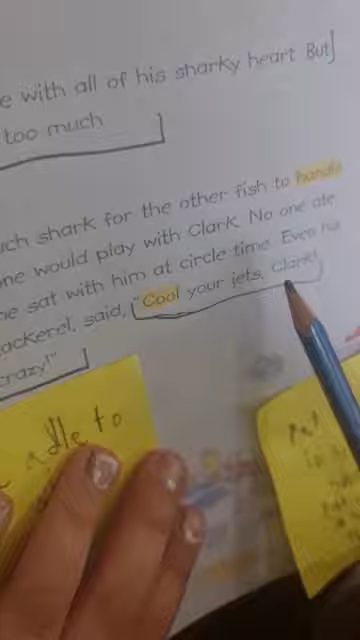 e with all of his sharky heart But
too much
uch shark for the other fish to handle
one would play with Clark. No one ate
ne sat with him at circle time. Even his
ackerel, said, "Cool your jets, Clark!
crazy!"
dle to